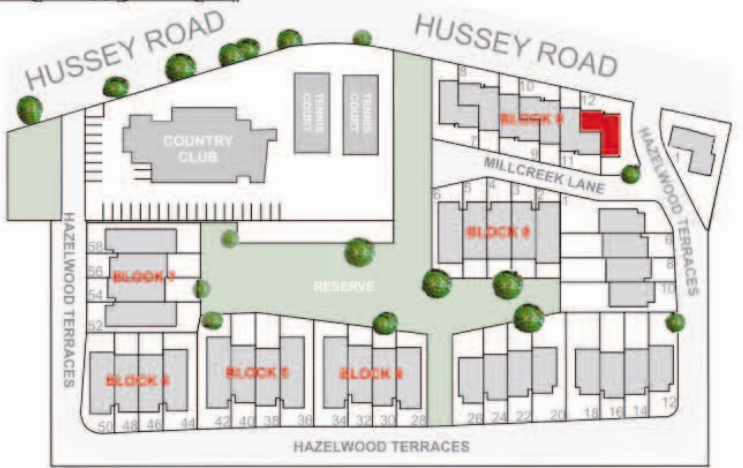 HUSSEY ROAD
HUSSEY ROAD
8
10
12
TENNIS COURT
TENNIS COURT
BLOCK 9
COUNTRY
CLUB
7
9
11
1
MILLCREEK LANE
HAZELWOOD TERRACES
6
5
4
3
2
1
BLOCK 8
6
8
10
HAZELWOOD TERRACES
58
56
54
52
BLOCK 7
RESERVE
BLOCK 6
BLOCK 5
BLOCK 4
50
48
46
44
42
40
38
36
34
32
30
28
26
24
22
20
18
16
14
12
HAZELWOOD TERRACES